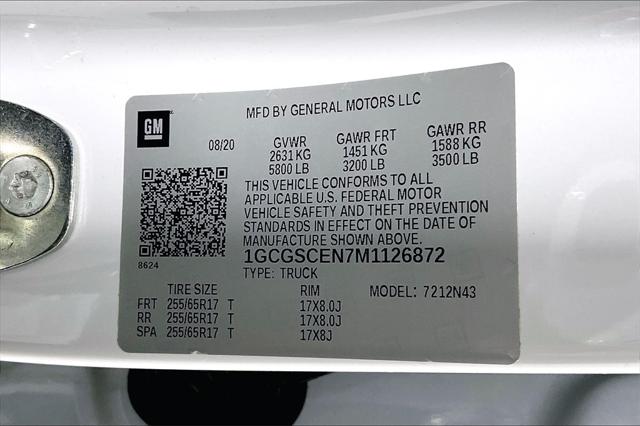 MFD BY GENERAL MOTORS LLC
GM
08/20 GVWR GAWR FRT GAWR RR
2631 KG 1451 KG 1588 KG
5800 LB 3200 LB 3500 LB
THIS VEHICLE CONFORMS TO ALL
APPLICABLE U.S. FEDERAL MOTOR
VEHICLE SAFETY AND THEFT PREVENTION
STANDARDS IN EFFECT ON THE DATE OF
MANUFACTURE SHOWN ABOVE.
8624 1GCGSCEN7M1126872
TYPE: TRUCK
TIRE SIZE RIM MODEL: 7212N43
FRT 255/65R17 T 17X8.0J
RR 255/65R17 T 17X8.0J
SPA 255/65R17 T 17X8J